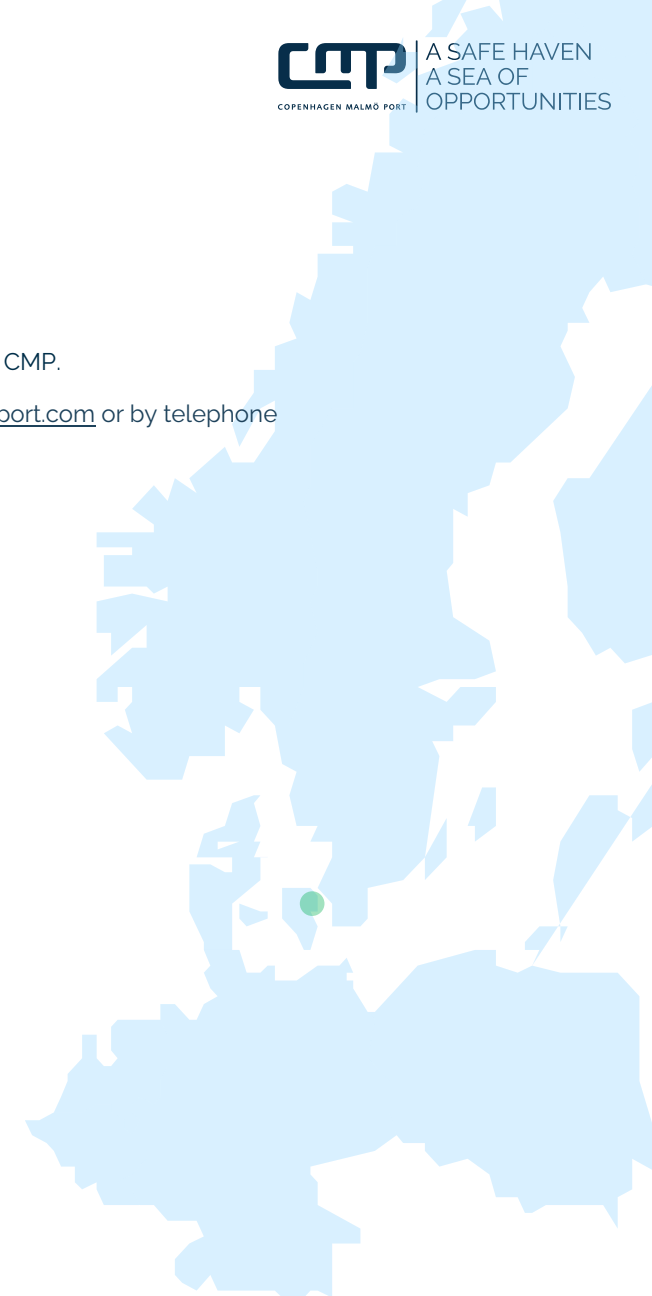 CMP
COPENHAGEN MALMÖ PORT
A SAFE HAVEN
A SEA OF
OPPORTUNITIES
CMP.
port.com or by telephone